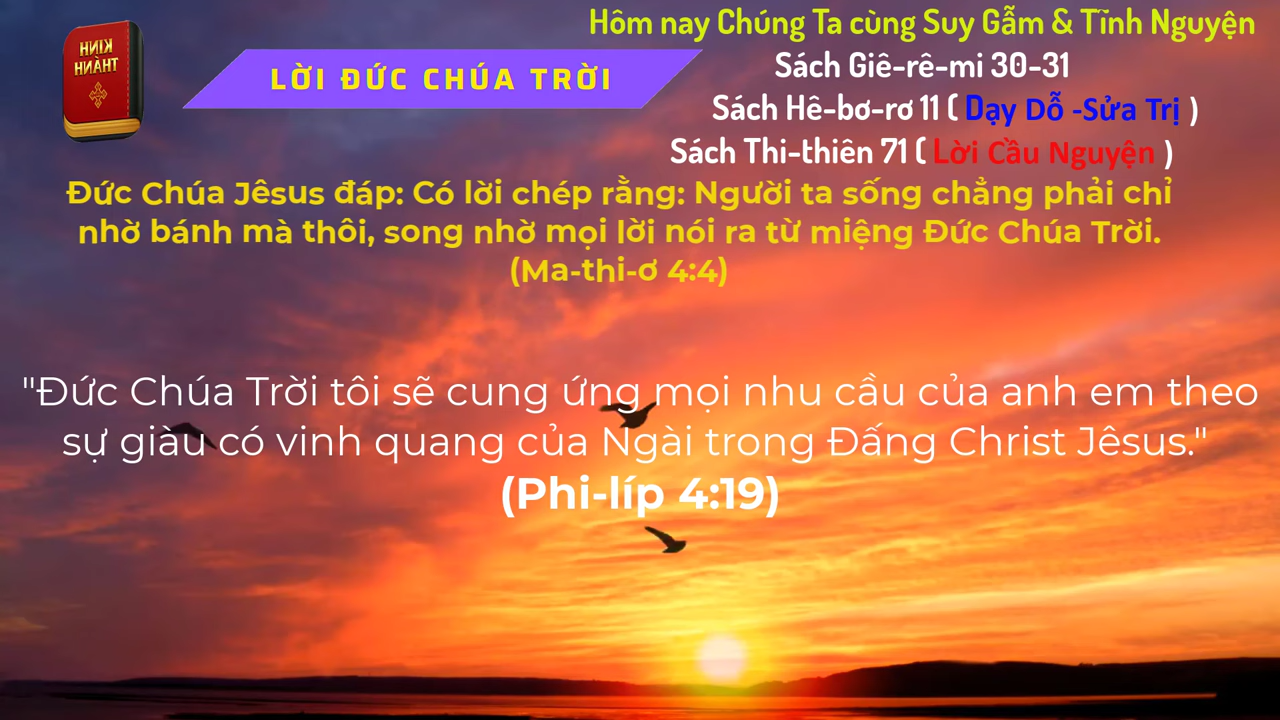 Hôm nay Chúng Ta cùng Suy Gẫm & Tĩnh Nguyện
Sách Giê-rê-mi 30-31
Sách Hê-bơ-rơ 11 ( Dạy Dỗ -Sửa Trị )
Sách Thi-thiên 71 ( Lời Cầu Nguyện )
KINH
THÁNH
LỜI ĐỨC CHÚA TRỜI
Đức Chúa Jêsus đáp: Có lời chép rằng: Người ta sống chẳng phải chỉ
nhờ bánh mà thôi, song nhờ mọi lời nói ra từ miệng Đức Chúa Trời.
(Ma-thi-ơ 4:4)
"Đức Chúa Trời tôi sẽ cung ứng mọi nhu cầu của anh em theo
sự giàu có vinh quang của Ngài trong Đấng Christ Jêsus."
(Phi-líp 4:19)